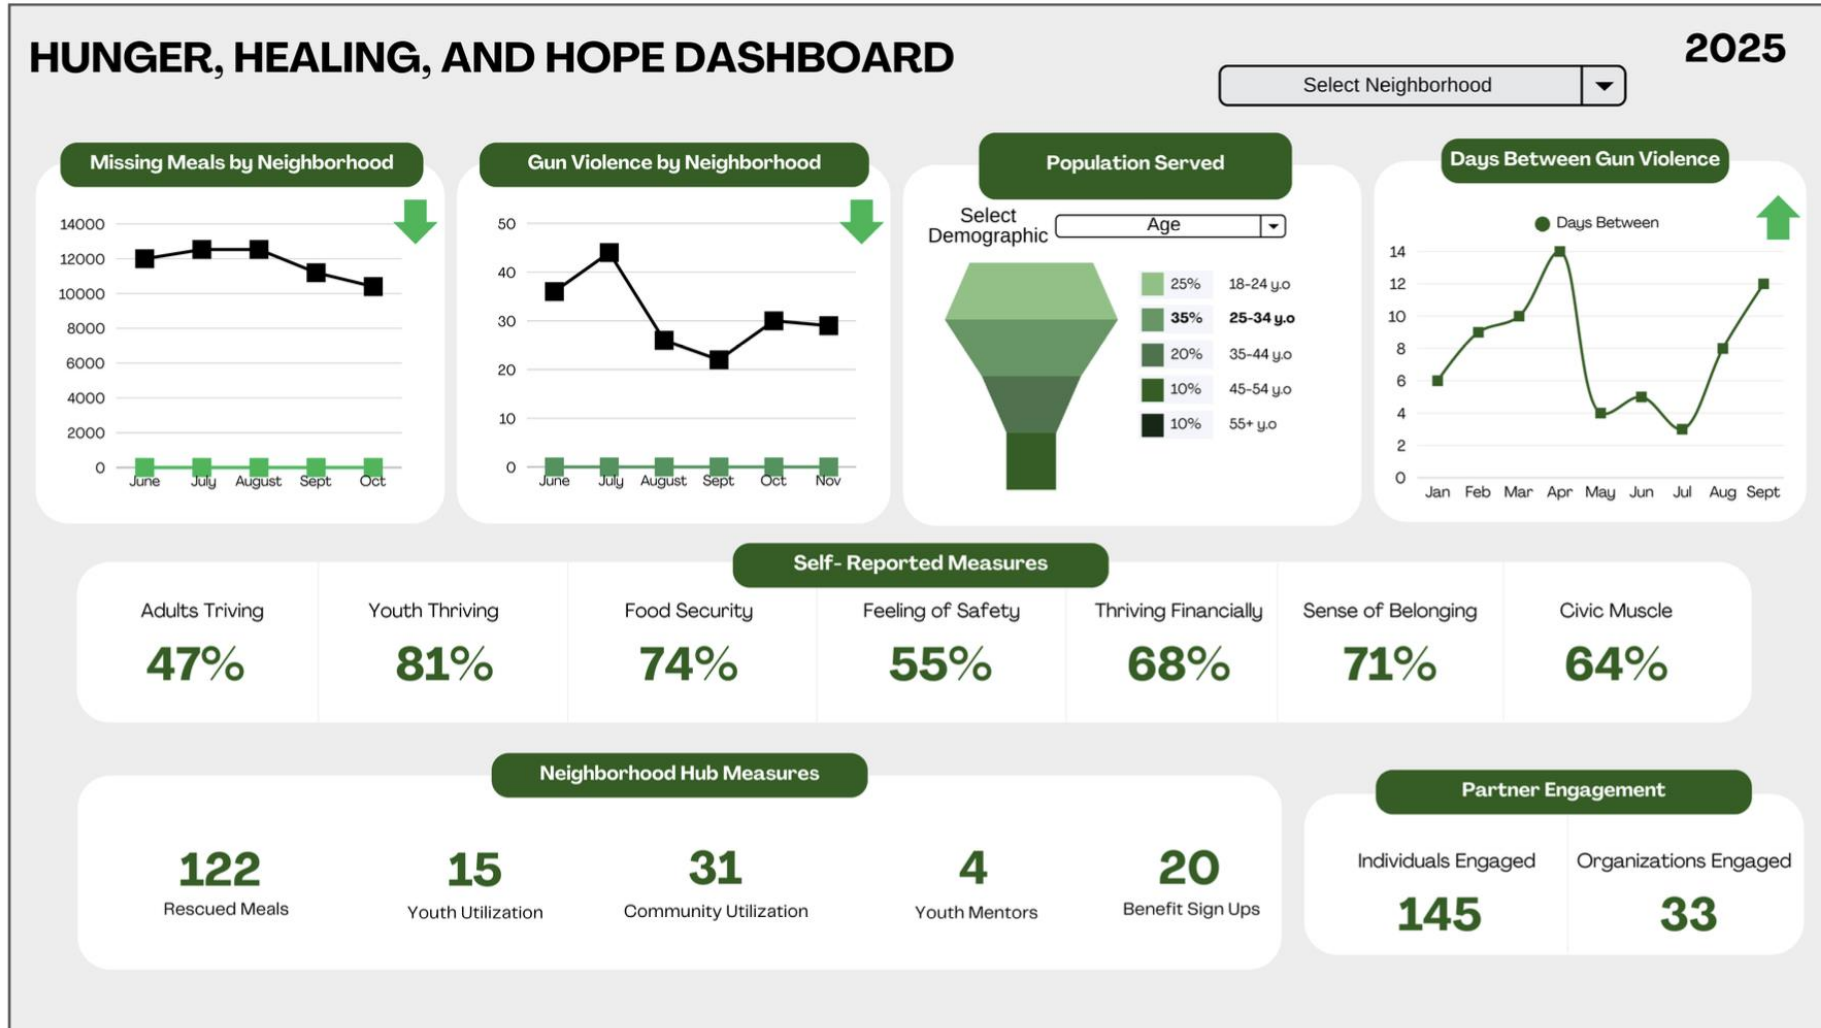 HUNGER, HEALING, AND HOPE DASHBOARD
2025
Select Neighborhood
Missing Meals by Neighborhood
14000
12000
10000
8000
6000
4000
2000
0
June July August Sept Oct
Gun Violence by Neighborhood
50
40
30
20
10
0
June July August Sept Oct Nov
Population Served
Select
Demographic
Age
25% 18-24 y.o
35% 25-34 y.o
20% 35-44 y.o
10% 45-54 y.o
10% 55+ y.o
Days Between Gun Violence
Days Between
14
12
10
8
6
4
2
0
Jan Feb Mar Apr May Jun Jul Aug Sept
Self- Reported Measures
Adults Triving
47%
Youth Thriving
81%
Food Security
74%
Feeling of Safety
55%
Thriving Financially
68%
Sense of Belonging
71%
Civic Muscle
64%
Neighborhood Hub Measures
122
Rescued Meals
15
Youth Utilization
31
Community Utilization
4
Youth Mentors
20
Benefit Sign Ups
Partner Engagement
Individuals Engaged
145
Organizations Engaged
33